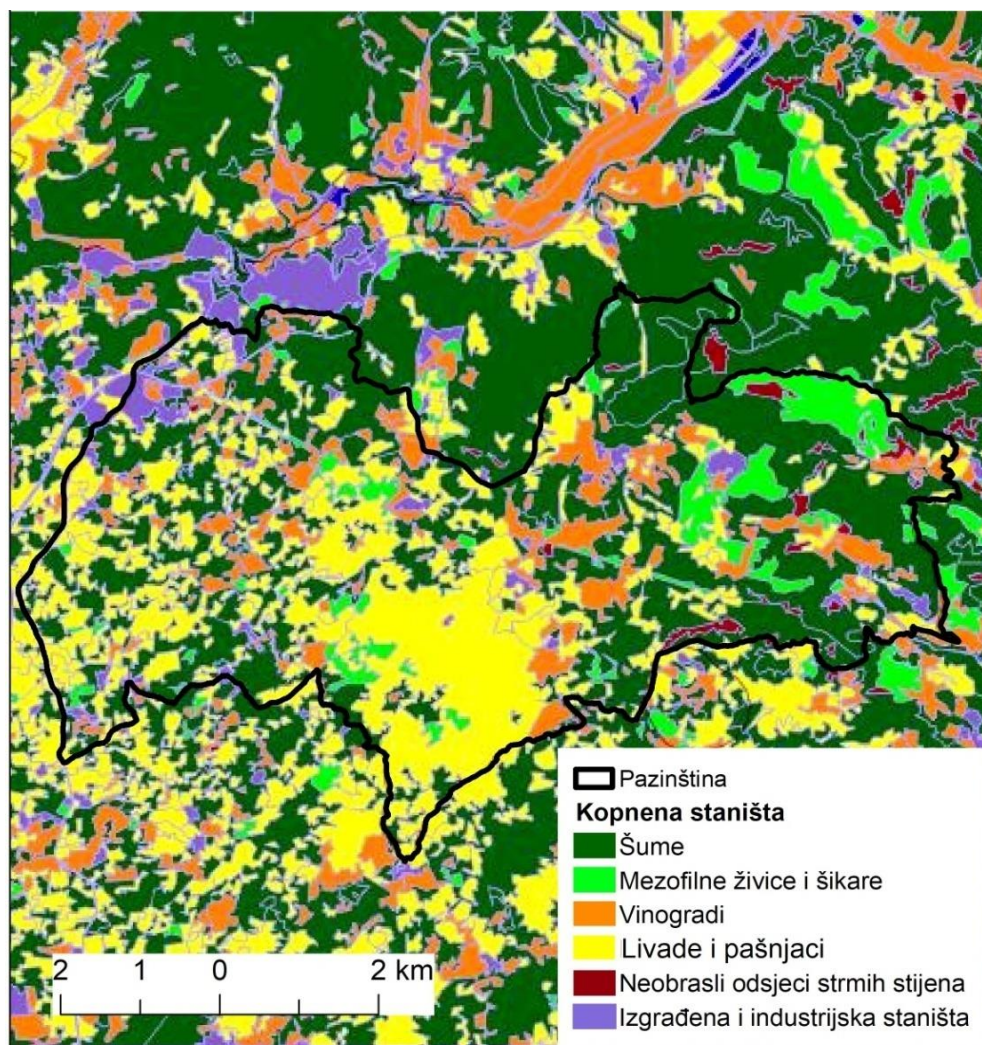 Pazinština
Kopnena staništa
Šume
Mezofilne živice i šikare
Vinogradi
Livade i pašnjaci
Neobrasli odsjeci strmih stijena
Izgrađena i industrijska staništa
2 1 0 2 km